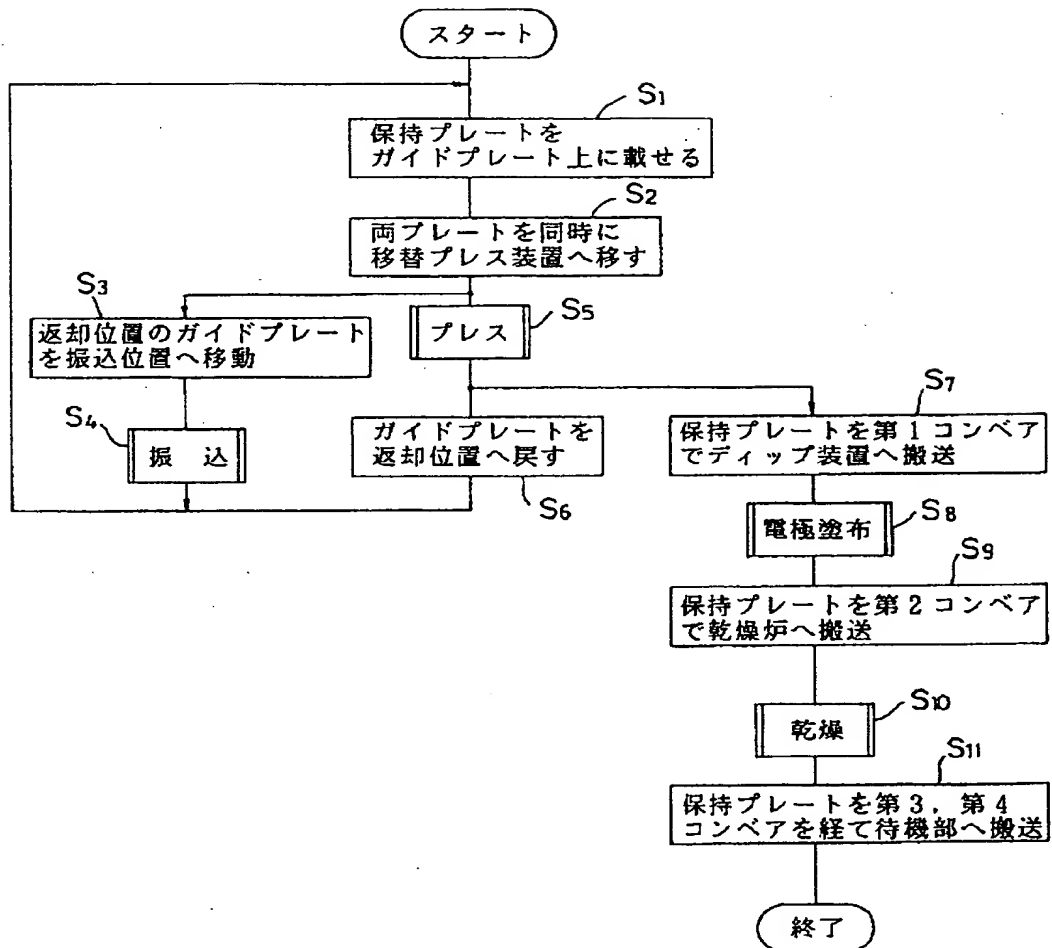 スタート
S1
保持プレートを
ガイドプレート上に載せる
S2
両プレートを同時に
移替プレス装置へ移す
S3
返却位置のガイドプレート
を振込位置へ移動
S4
振 込
S5
プレス
ガイドプレートを
返却位置へ戻す
S6
S7
保持プレートを第1コンベア
でディップ装置へ搬送
S8
電極塗布
S9
保持プレートを第2コンベア
で乾燥炉へ搬送
S10
乾燥
S11
保持プレートを第3，第4
コンベアを経て待機部へ搬送
終了